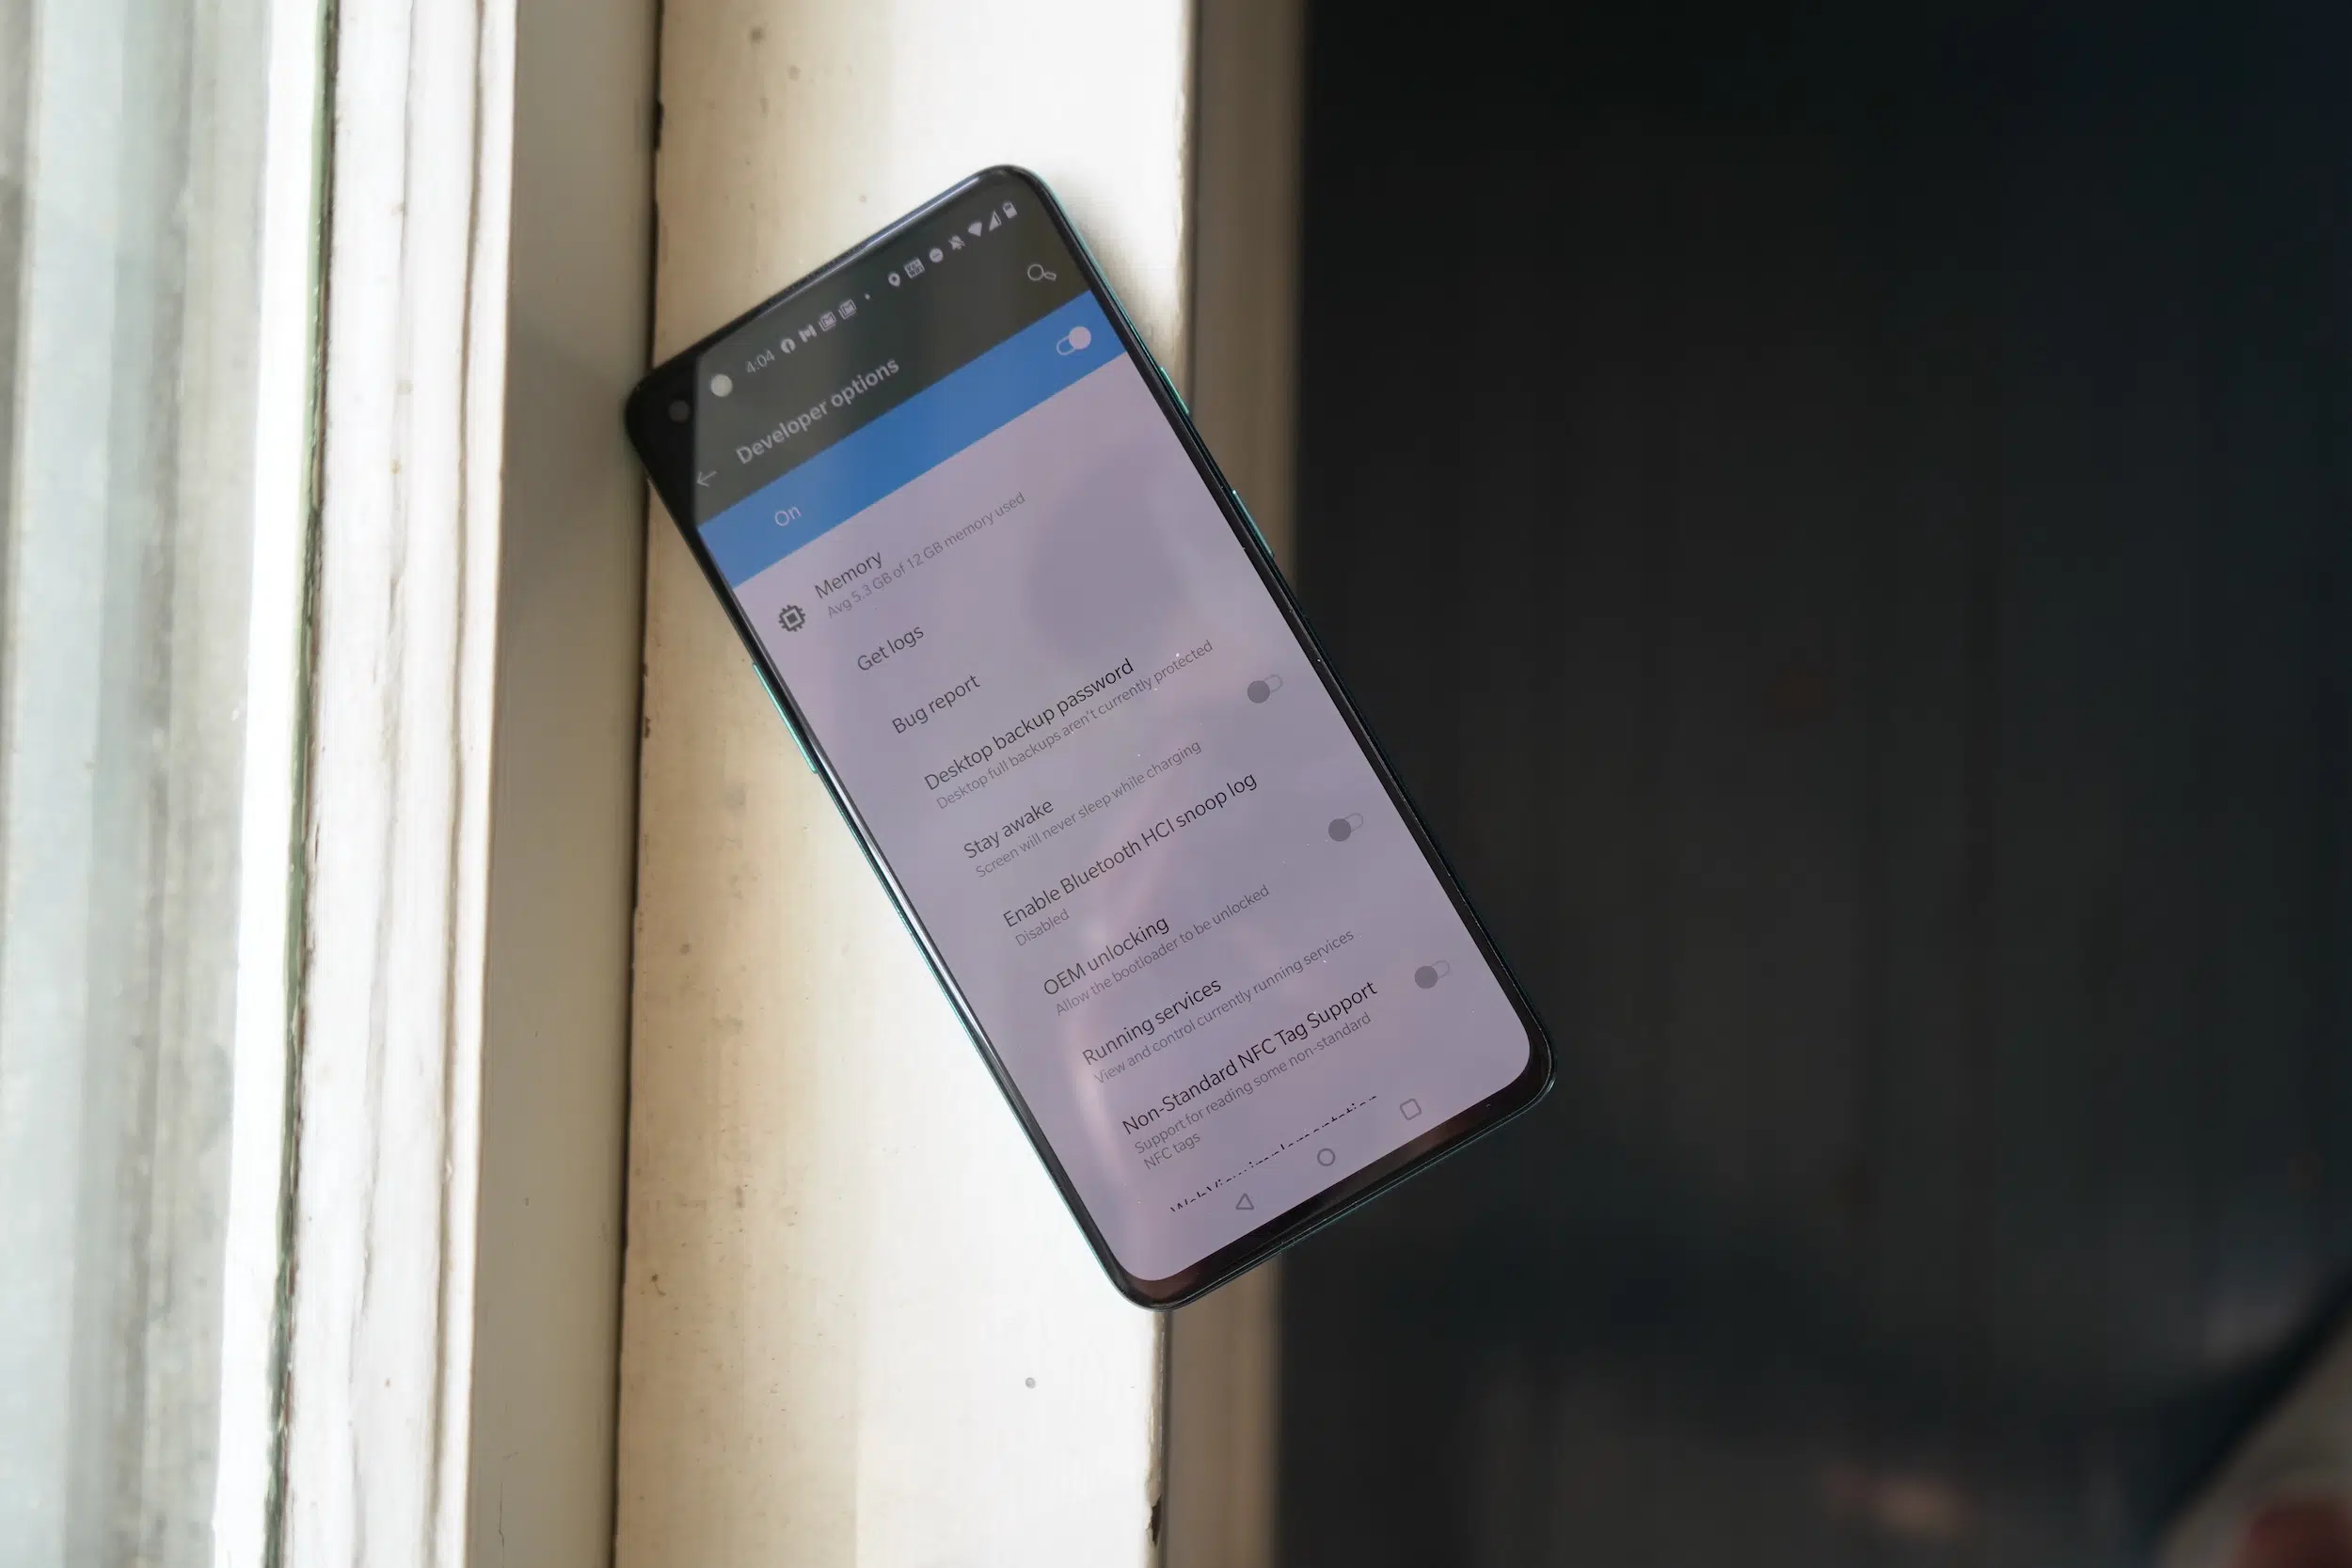 4:04
Developer options
On
Memory
Avg 5.3 GB of 12 GB memory used
Get logs
Bug report
Desktop backup password
Desktop full backups aren't currently protected
Stay awake
Screen will never sleep while charging
Enable Bluetooth HCI snoop log
Disabled
OEM unlocking
Allow the bootloader to be unlocked
Running services
View and control currently running services
Non-Standard NFC Tag Support
Support for reading some non-standard
NFC tags
WebView implementation